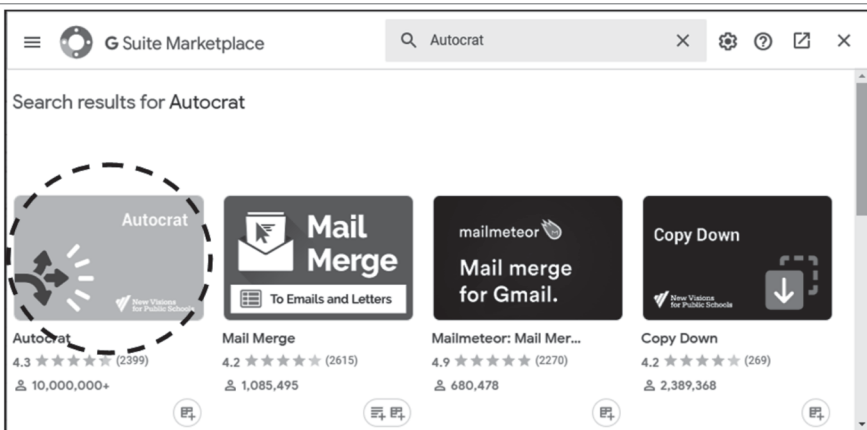 G Suite Marketplace
Autocrat
Search results for Autocrat
Autocrat
New Visions
for Public Schools
Mail
Merge
To Emails and Letters
mailmeteor
Mail merge
for Gmail.
Copy Down
New Visions
for Public Schools
Autocrat
4.3 (2399)
10,000,000+
Mail Merge
4.2 (2615)
1,085,495
Mailmeteor: Mail Mer...
4.9 (2270)
680,478
Copy Down
4.2 (269)
2,389,368